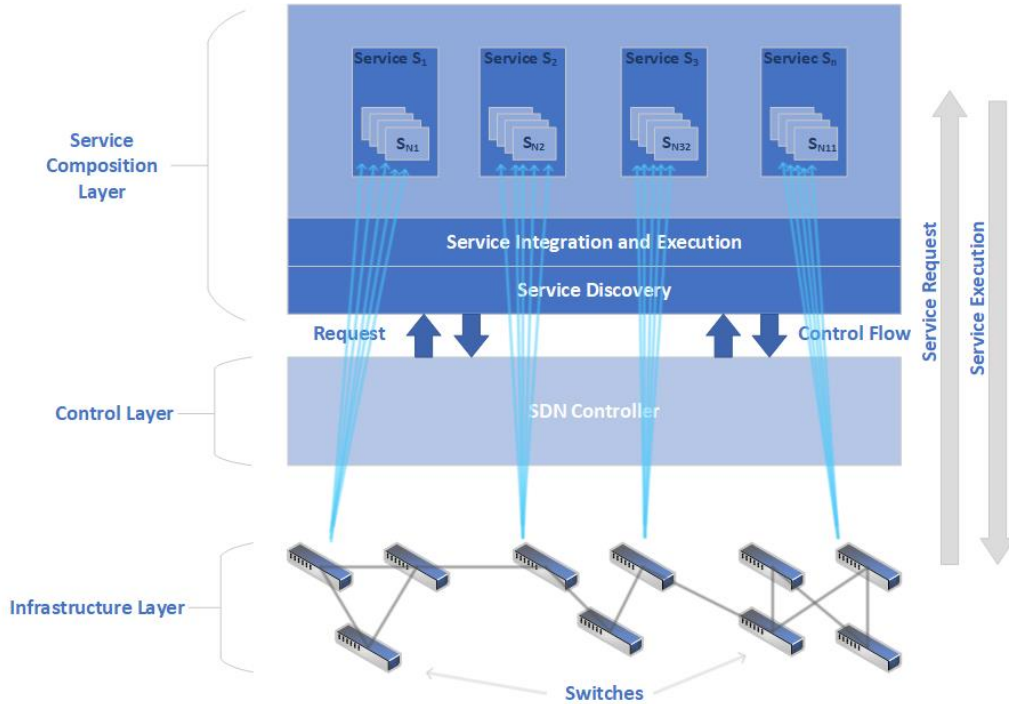 Service S1
Service S2
Service S3
Serviec Sn
SN1
SN2
SN32
SN11
Service
Composition
Layer
Service Integration and Execution
Service Discovery
Service Request
Service Execution
Request
Control Flow
Control Layer
SDN Controller
Infrastructure Layer
Switches